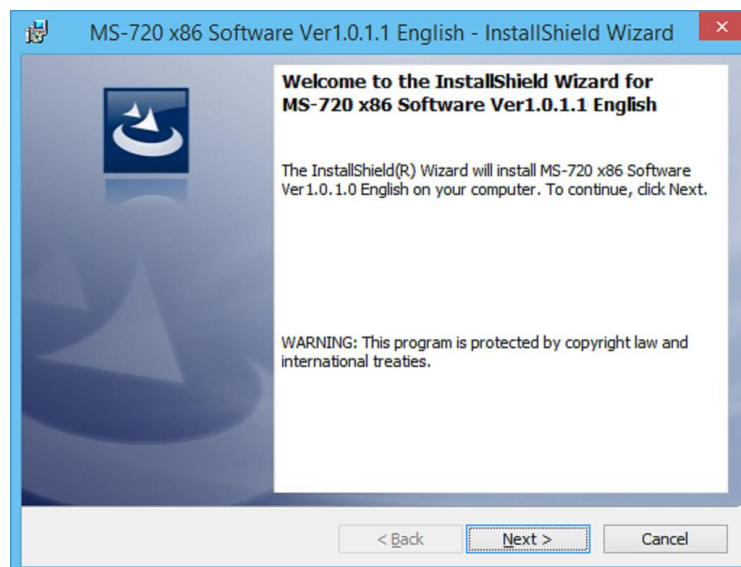 MS-720 x86 Software Ver1.0.1.1 English - InstallShield Wizard
Welcome to the InstallShield Wizard for
MS-720 x86 Software Ver1.0.1.1 English
The InstallShield(R) Wizard will install MS-720 x86 Software
Ver1.0.1.0 English on your computer. To continue, click Next.
WARNING: This program is protected by copyright law and
international treaties.
< Back
Next >
Cancel